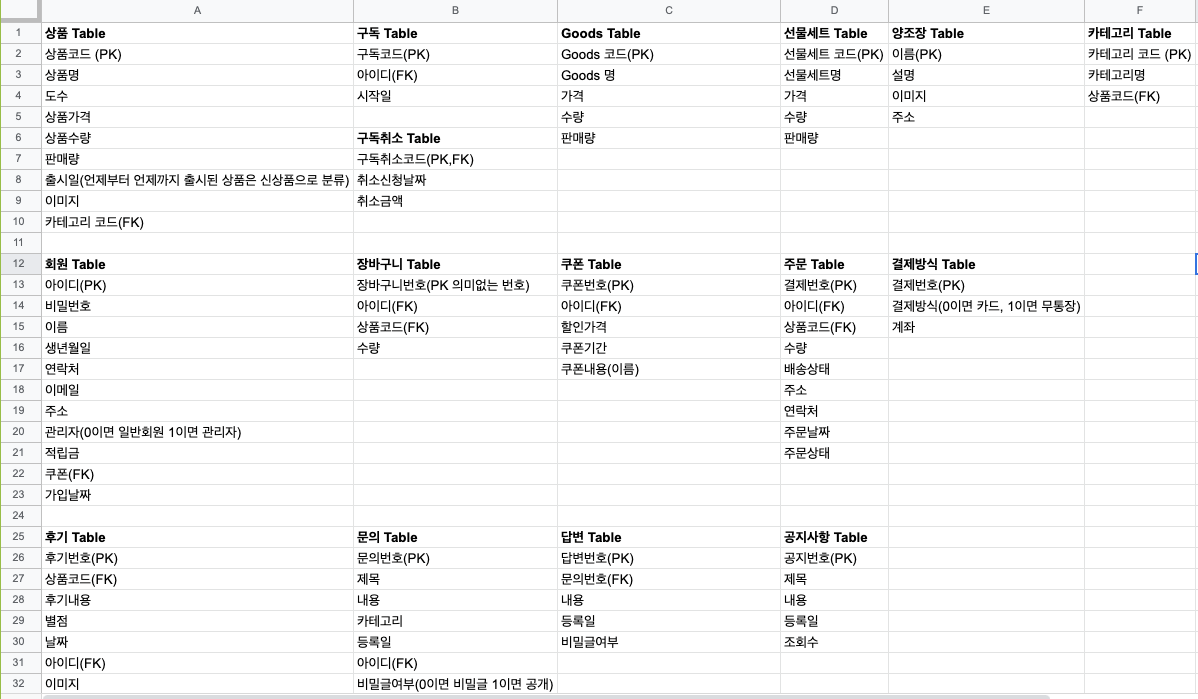 A B C D E F
1 상품 Table 구독 Table Goods Table 선물세트 Table 양조장 Table 카테고리 Table
2 상품코드 (PK) 구독코드(PK) Goods 코드(PK) 선물세트 코드(PK) 이름(PK) 카테고리 코드 (PK)
3 상품명 아이디(FK) Goods 명 선물세트명 설명 카테고리명
4 도수 시작일 가격 가격 이미지 상품코드(FK)
5 상품가격 수량 수량 주소
6 상품수량 구독취소 Table 판매량 판매량
7 판매량 구독취소코드(PK,FK)
8 출시일(언제부터 언제까지 출시된 상품은 신상품으로 분류) 취소신청날짜
9 이미지 취소금액
10 카테고리 코드(FK)
11
12 회원 Table 장바구니 Table 쿠폰 Table 주문 Table 결제방식 Table
13 아이디(PK) 장바구니번호(PK 의미없는 번호) 쿠폰번호(PK) 결제번호(PK) 결제번호(PK)
14 비밀번호 아이디(FK) 아이디(FK) 아이디(FK) 결제방식(0이면 카드, 1이면 무통장)
15 이름 상품코드(FK) 할인가격 상품코드(FK) 계좌
16 생년월일 수량 쿠폰기간 수량
17 연락처 쿠폰내용(이름) 배송상태
18 이메일 주소
19 주소 연락처
20 관리자(0이면 일반회원 1이면 관리자) 주문날짜
21 적립금 주문상태
22 쿠폰(FK)
23 가입날짜
24
25 후기 Table 문의 Table 답변 Table 공지사항 Table
26 후기번호(PK) 문의번호(PK) 답변번호(PK) 공지번호(PK)
27 상품코드(FK) 제목 문의번호(FK) 제목
28 후기내용 내용 내용 내용
29 별점 카테고리 등록일 등록일
30 날짜 등록일 비밀글여부 조회수
31 아이디(FK) 아이디(FK)
32 이미지 비밀글여부(0이면 비밀글 1이면 공개)